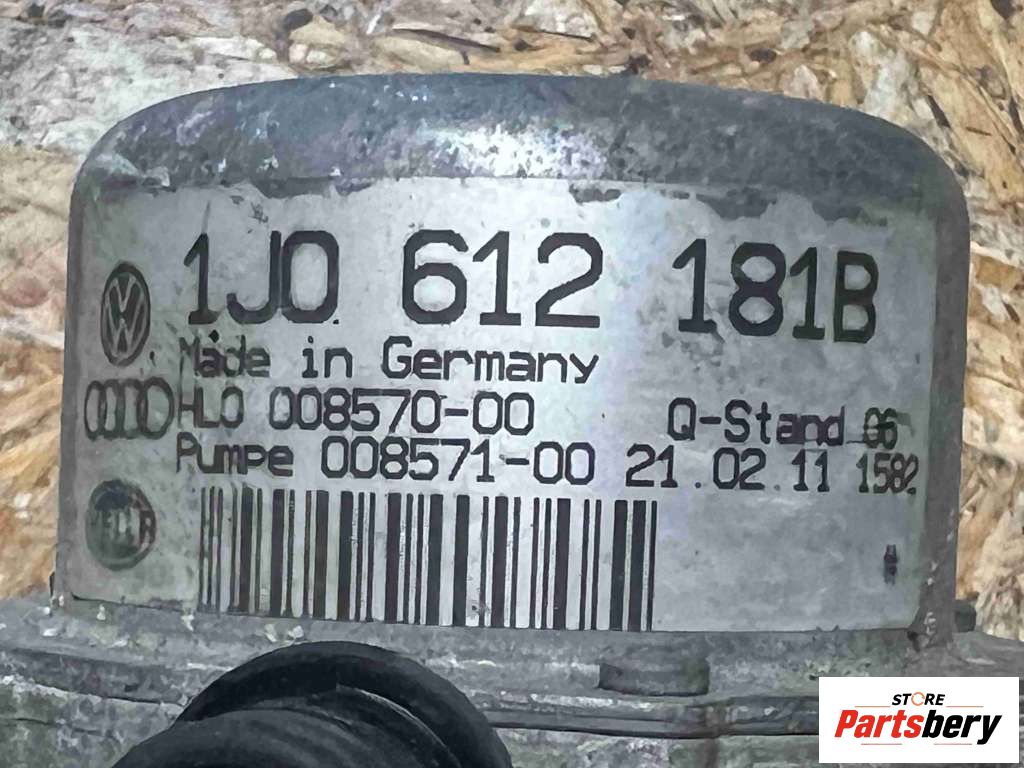 1J0 612 181B
Made in Germany
HLO 008570-00 Q-Stand 06
Pumpe 008571-00 21.02.11 1582
HELLA
STORE
Partsbery